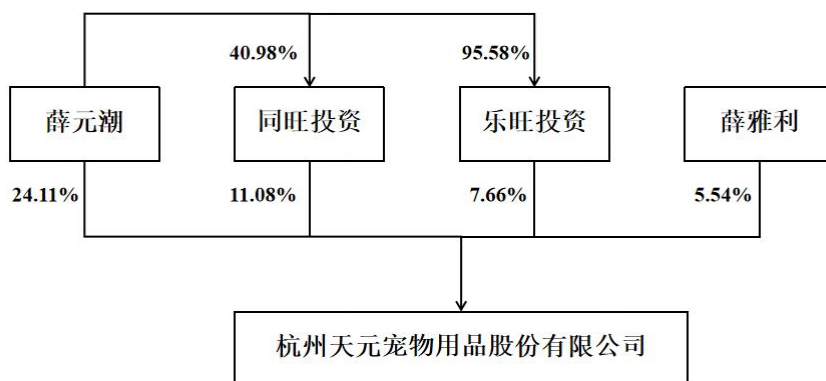 40.98%
95.58%
薛元潮
同旺投资
乐旺投资
薛雅利
24.11%
11.08%
7.66%
5.54%
杭州天元宠物用品股份有限公司